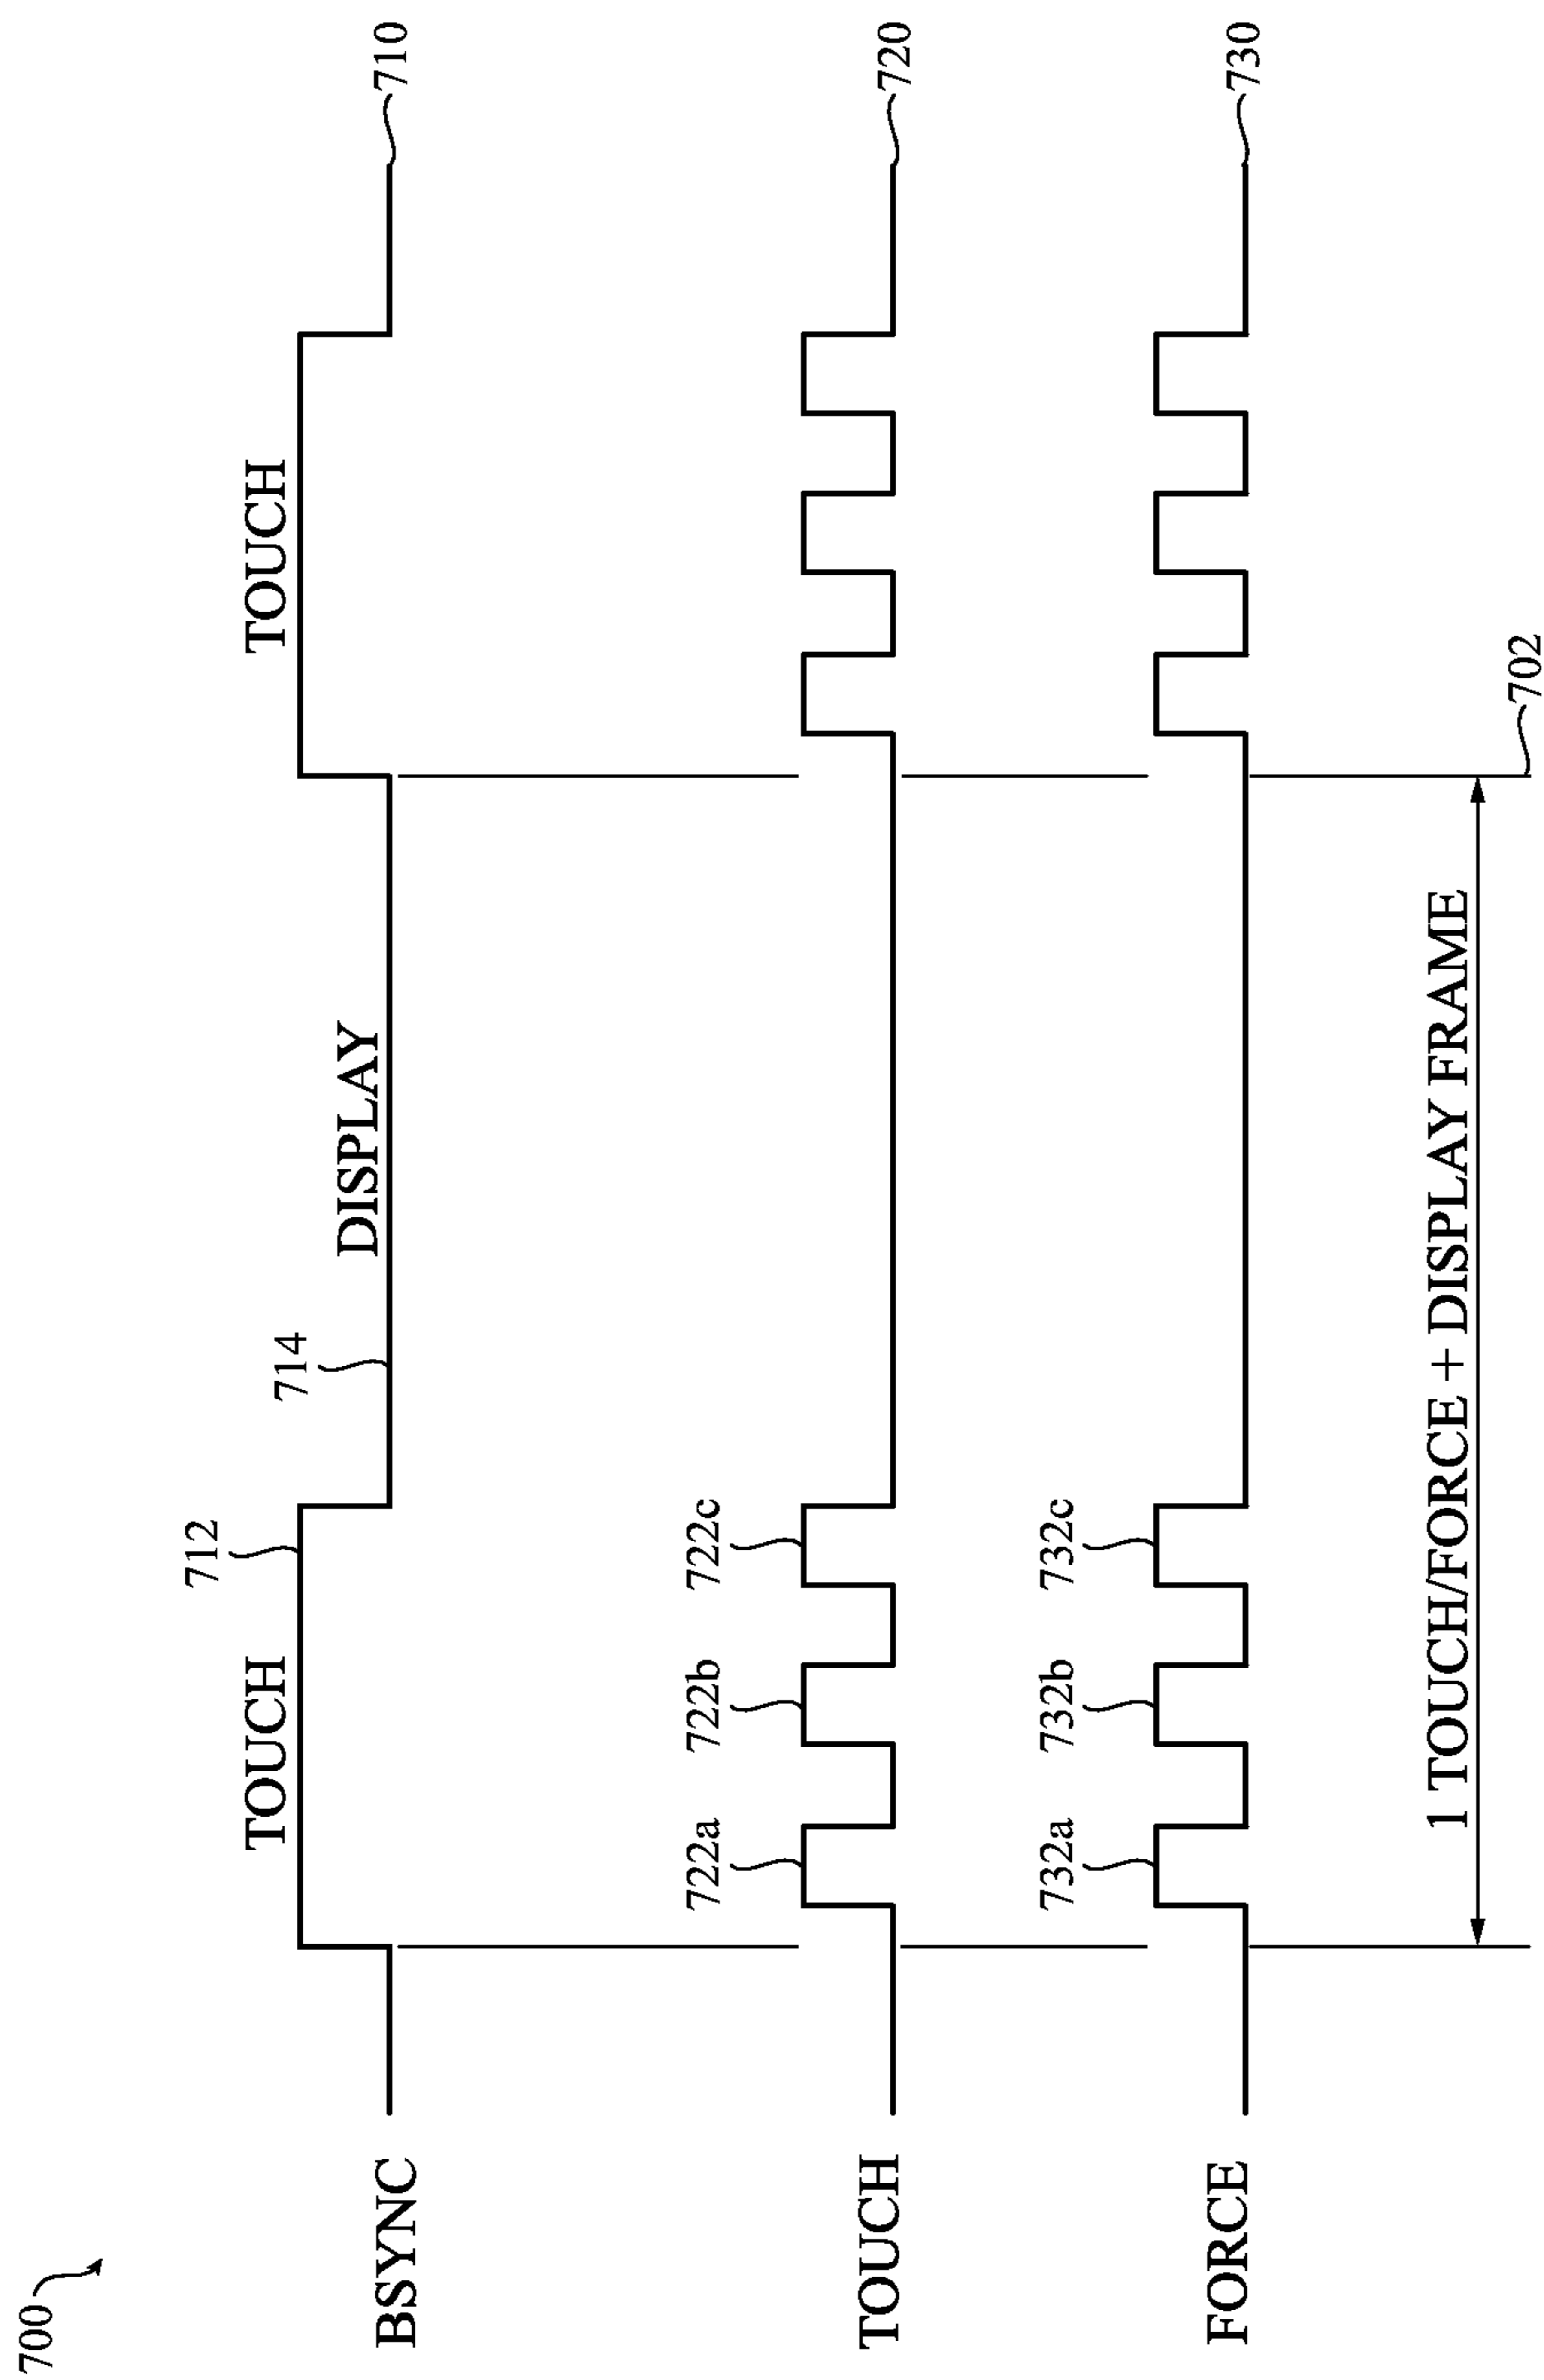 700
712
TOUCH
714
DISPLAY
TOUCH
BSYNC
710
722a
722b
722c
TOUCH
720
732a
732b
732c
FORCE
730
1 TOUCH/FORCE + DISPLAY FRAME
702